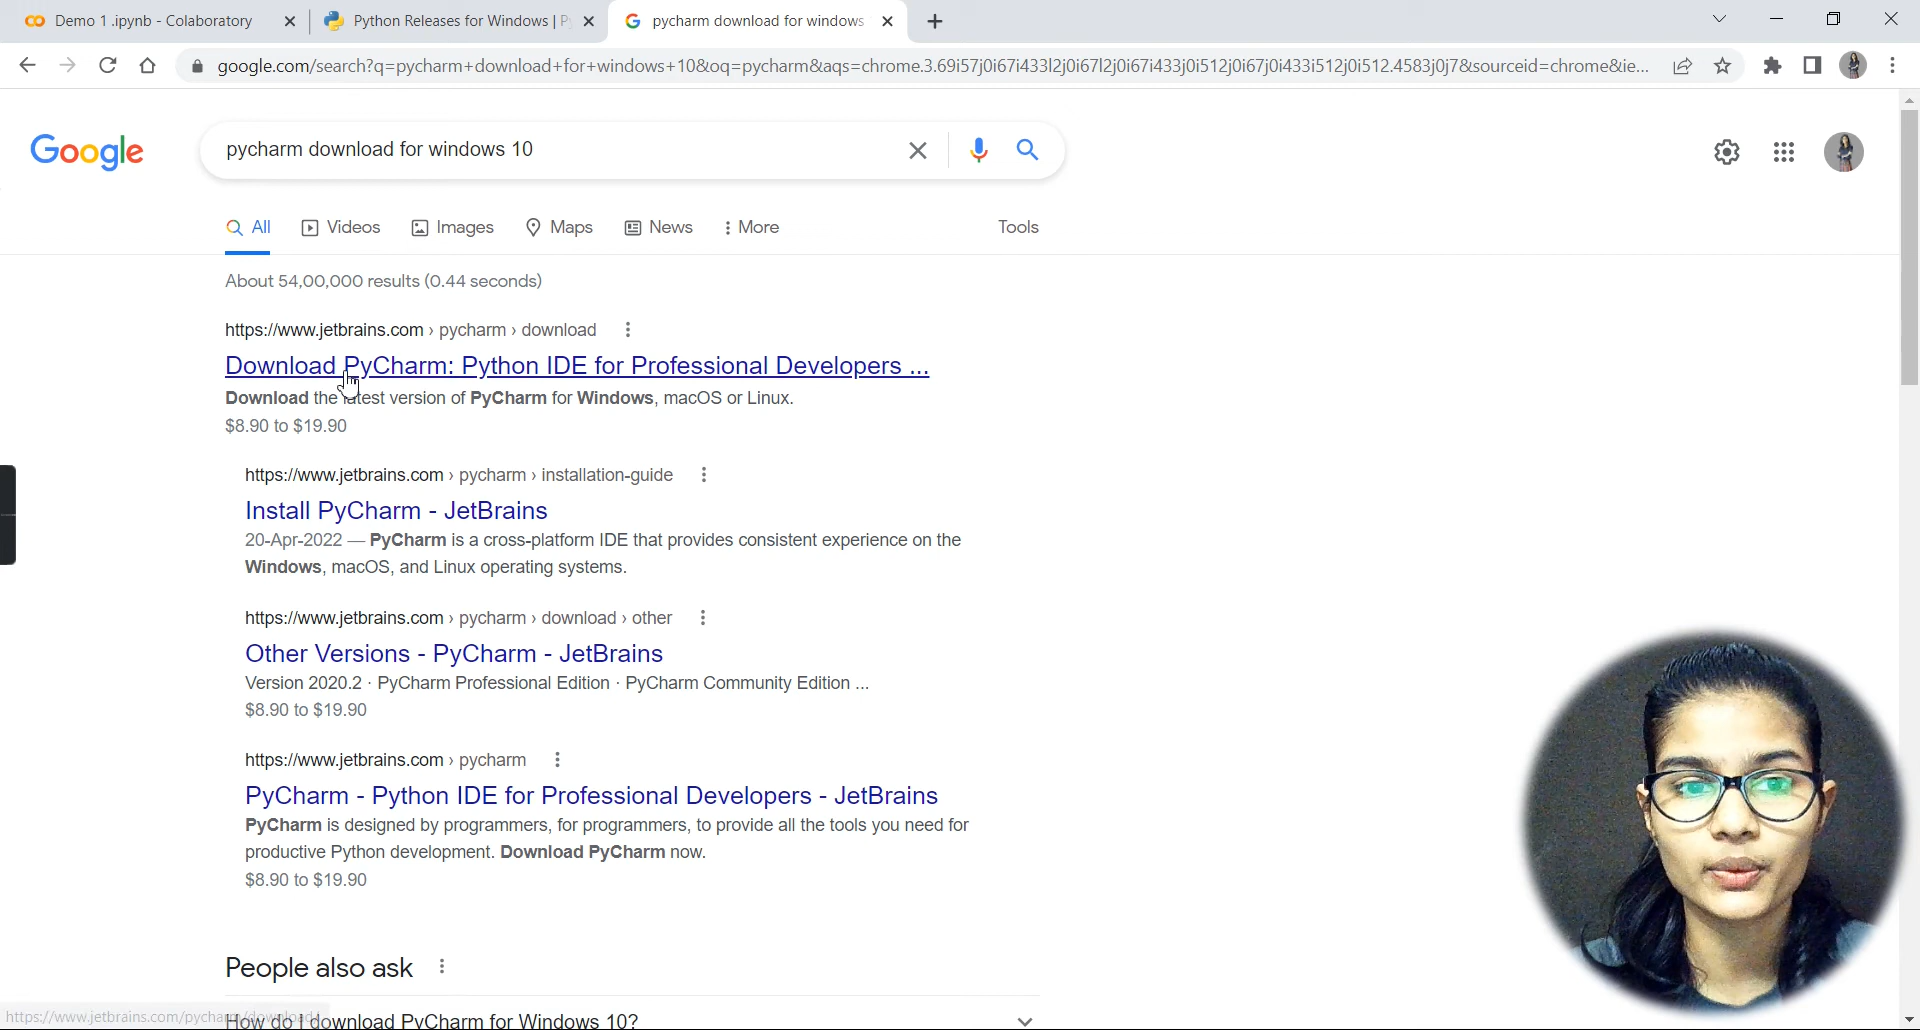 Demo 1 .ipynb - Colaboratory
Python Releases for Windows |
pycharm download for windows
google.com/search?q=pycharm+download+for+windows+10&oq=pycharm&aqs=chrome.3.69i57j0i67i433l2j0i67l2j0i67i433j0i512j0i67j0i433i512j0i512.4583j0j7&sourceid=chrome&ie...
Google
pycharm download for windows 10
All Videos Images Maps News More Tools
About 54,00,000 results (0.44 seconds)
https://www.jetbrains.com › pycharm › download
Download PyCharm: Python IDE for Professional Developers ...
Download the latest version of PyCharm for Windows, macOS or Linux.
$8.90 to $19.90
https://www.jetbrains.com › pycharm › installation-guide
Install PyCharm - JetBrains
20-Apr-2022 — PyCharm is a cross-platform IDE that provides consistent experience on the
Windows, macOS, and Linux operating systems.
https://www.jetbrains.com › pycharm › download › other
Other Versions - PyCharm - JetBrains
Version 2020.2 · PyCharm Professional Edition · PyCharm Community Edition ...
$8.90 to $19.90
https://www.jetbrains.com › pycharm
PyCharm - Python IDE for Professional Developers - JetBrains
PyCharm is designed by programmers, for programmers, to provide all the tools you need for
productive Python development. Download PyCharm now.
$8.90 to $19.90
People also ask
How do I download PyCharm for Windows 10?
https://www.jetbrains.com/pycharm/download/